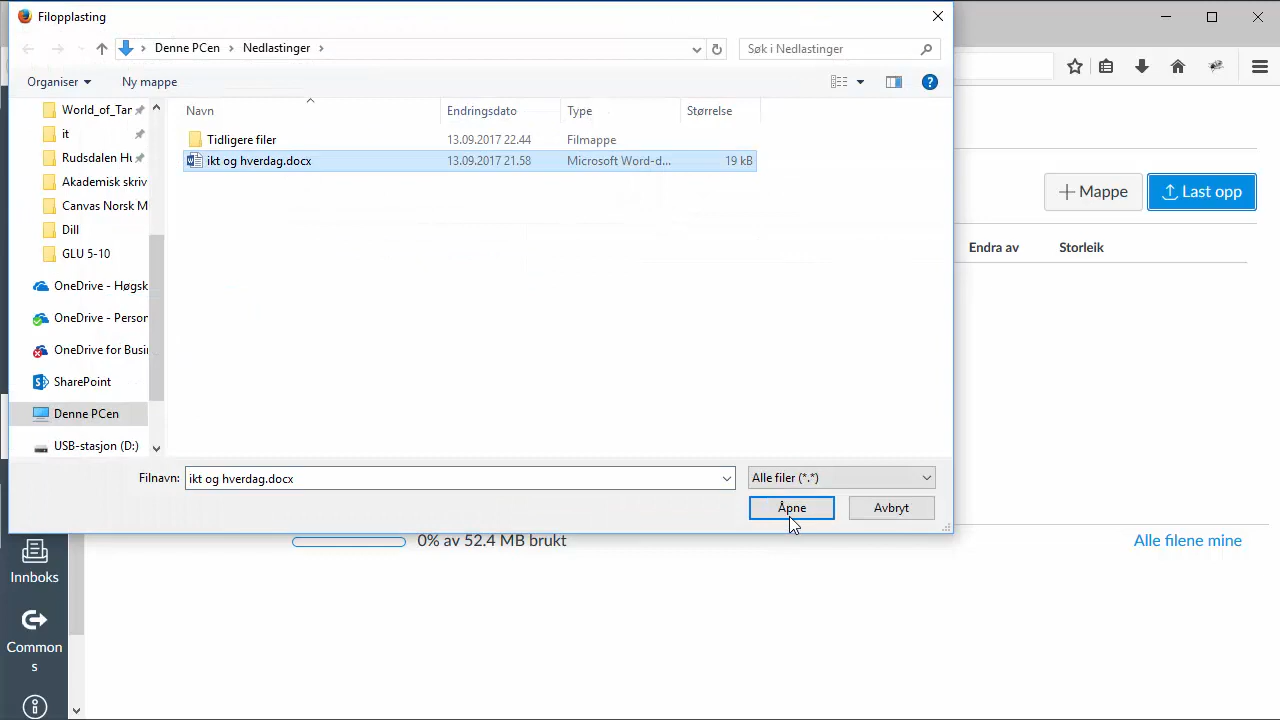 Filopplasting
Denne PCen
Nedlastinger
Søk i Nedlastinger
Organiser
Ny mappe
World_of_Tar
it
Rudsdalen Hu
Akademisk skriv
Canvas Norsk M
Dill
GLU 5-10
OneDrive - Høgsk
OneDrive - Person
OneDrive for Busi
SharePoint
Denne PCen
USB-stasjon (D:)
Navn Endringsdato Type Størrelse
Tidligere filer 13.09.2017 22.44 Filmappe
ikt og hverdag.docx 13.09.2017 21.58 Microsoft Word-d... 19 kB
Filnavn: ikt og hverdag.docx Alle filer (*.*)
Åpne Avbryt
Mappe Last opp
Endra av Storleik
0% av 52.4 MB brukt Alle filene mine
Innboks
Common
s